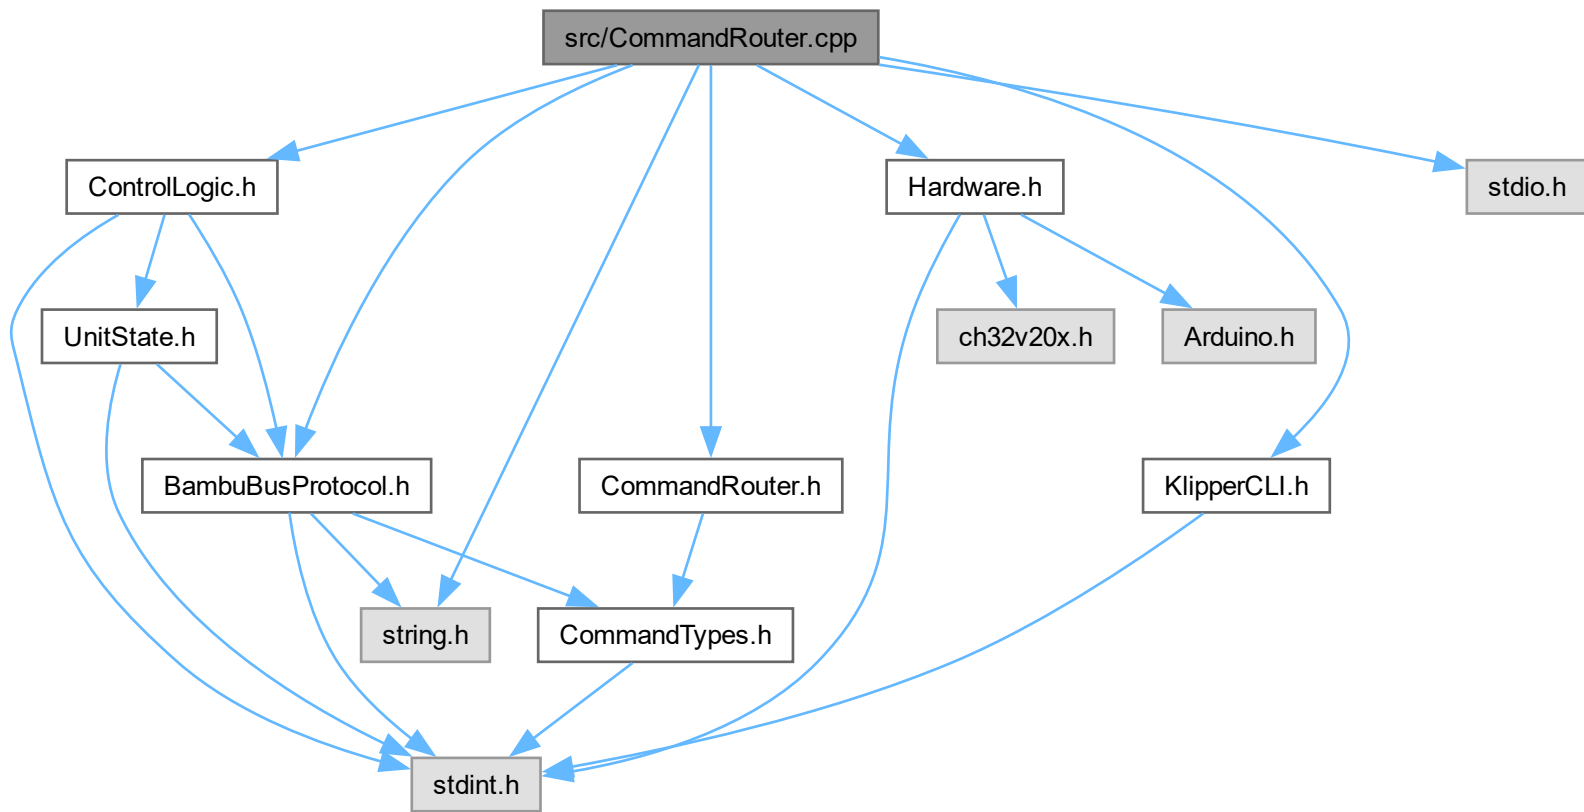 src/CommandRouter.cpp
ControlLogic.h
Hardware.h
stdio.h
UnitState.h
ch32v20x.h
Arduino.h
BambuBusProtocol.h
CommandRouter.h
KlipperCLI.h
string.h
CommandTypes.h
stdint.h